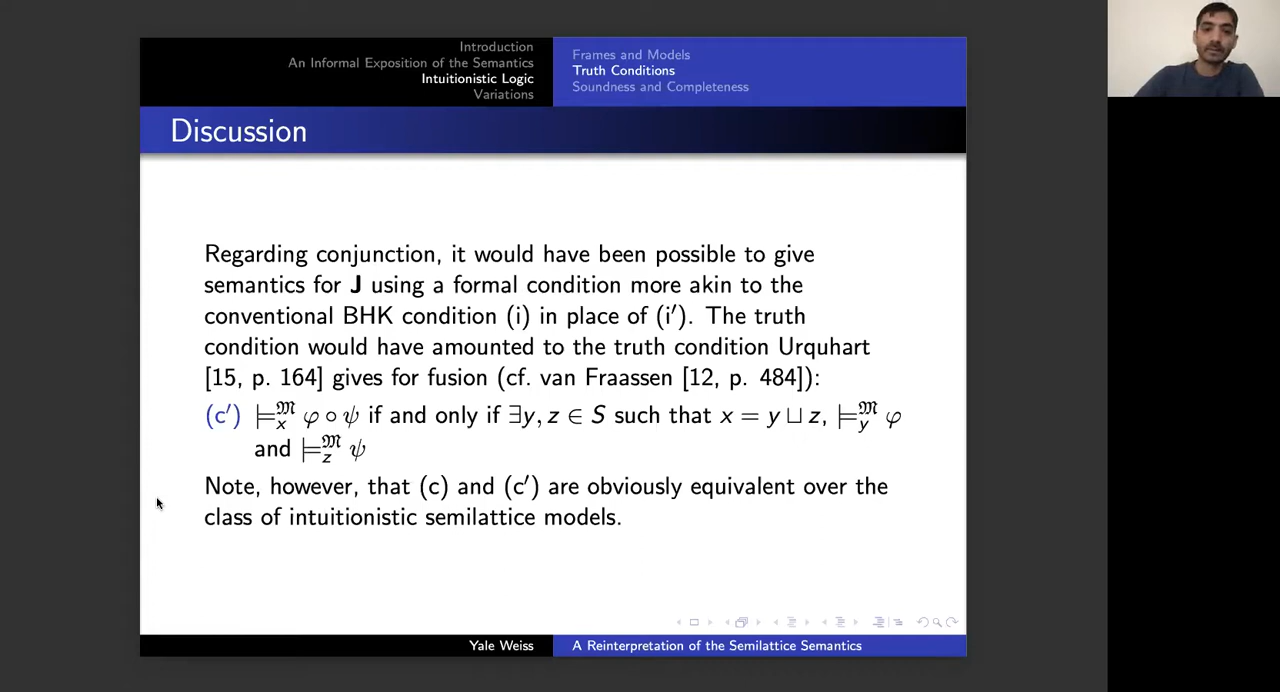 Introduction
An Informal Exposition of the Semantics
Intuitionistic Logic
Variations
Frames and Models
Truth Conditions
Soundness and Completeness
Discussion
Regarding conjunction, it would have been possible to give
semantics for J using a formal condition more akin to the
conventional BHK condition (i) in place of (i′). The truth
condition would have amounted to the truth condition Urquhart
[15, p. 164] gives for fusion (cf. van Fraassen [12, p. 484]):
(c′) ⊨ₓ^𝔐 φ ∘ ψ if and only if ∃y, z ∈ S such that x = y ⊔ z, ⊨_y^𝔐 φ
and ⊨_z^𝔐 ψ
Note, however, that (c) and (c′) are obviously equivalent over the
class of intuitionistic semilattice models.
Yale Weiss
A Reinterpretation of the Semilattice Semantics